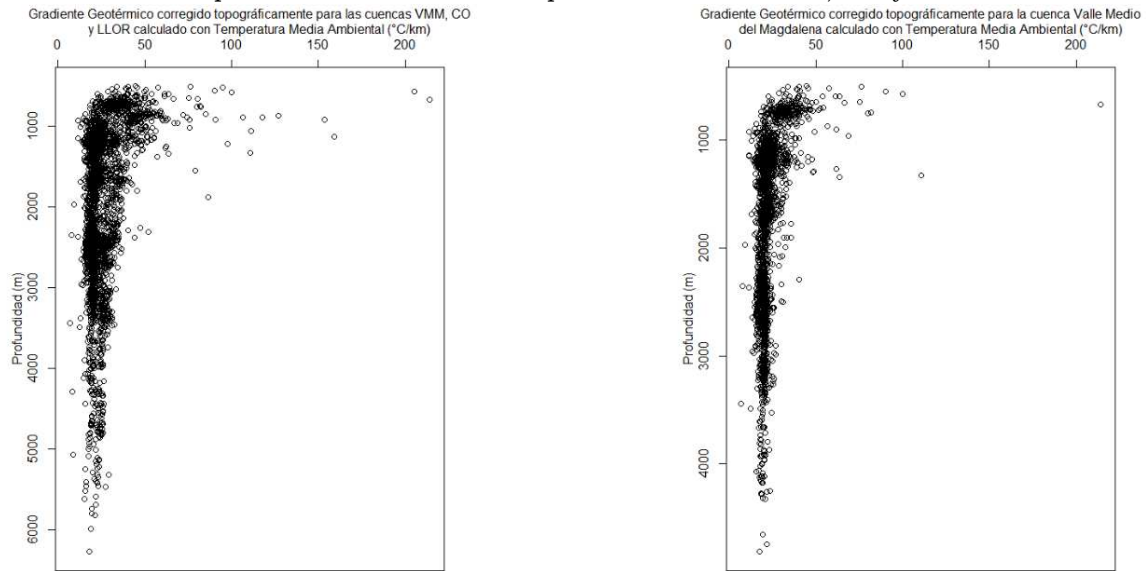 Gradiente Geotérmico corregido topográficamente para las cuencas VMM, CO
y LLOR calculado con Temperatura Media Ambiental (°C/km)
0 50 100 150 200
Profundidad (m)
1000
2000
3000
4000
5000
6000
Gradiente Geotérmico corregido topográficamente para la cuenca Valle Medio
del Magdalena calculado con Temperatura Media Ambiental (°C/km)
0 50 100 150 200
Profundidad (m)
1000
2000
3000
4000